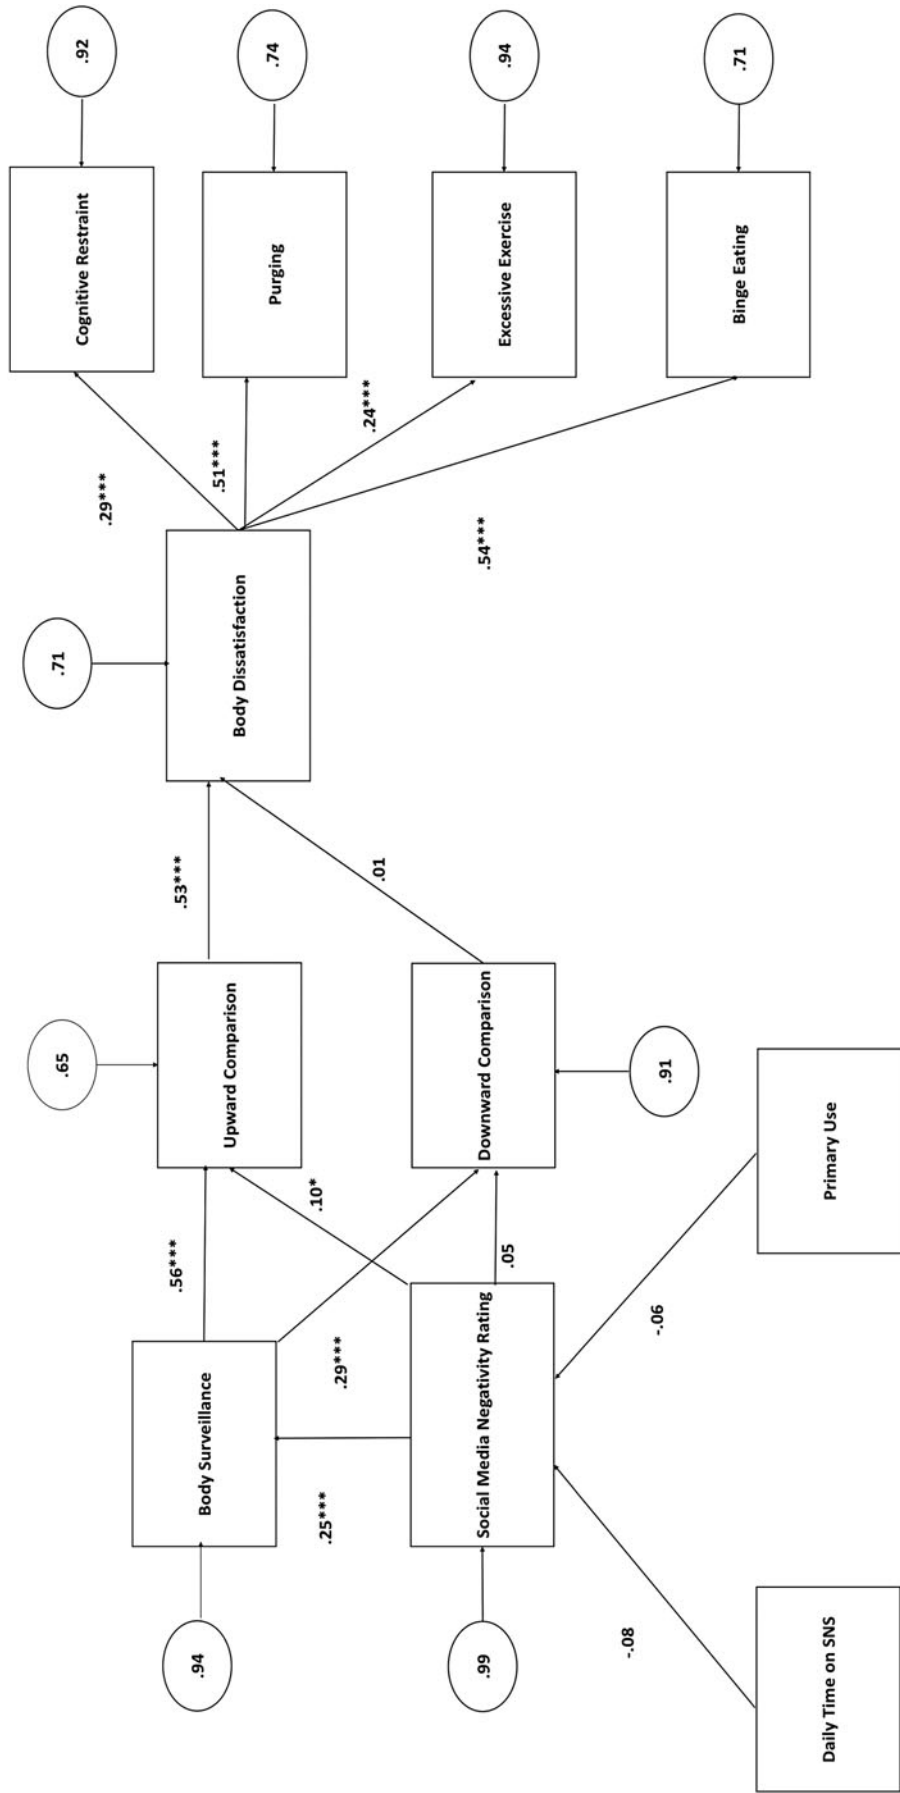 .94
Body Surveillance
.99
Social Media Negativity Rating
Daily Time on SNS
-.08
Primary Use
-.06
.25***
.56***
.29***
.10*
.05
.65
Upward Comparison
Downward Comparison
.91
.53***
.01
.71
Body Dissatisfaction
.29***
.51***
.24***
.54***
Cognitive Restraint
.92
Purging
.74
Excessive Exercise
.94
Binge Eating
.71